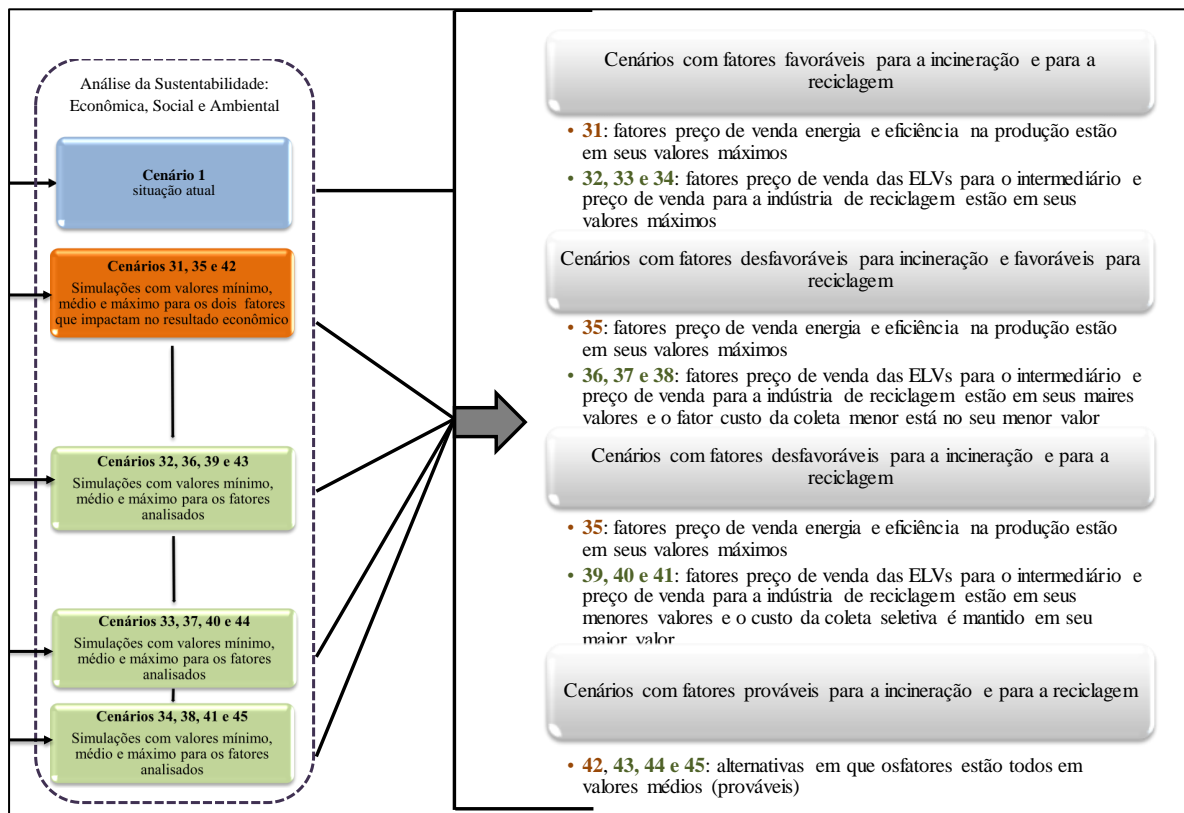 Análise da Sustentabilidade:
Econômica, Social e Ambiental
Cenário 1
situação atual
Cenários 31, 35 e 42
Simulações com valores mínimo,
médio e máximo para os dois fatores
que impactam no resultado econômico
Cenários 32, 36, 39 e 43
Simulações com valores mínimo,
médio e máximo para os fatores
analisados
Cenários 33, 37, 40 e 44
Simulações com valores mínimo,
médio e máximo para os fatores
analisados
Cenários 34, 38, 41 e 45
Simulações com valores mínimo,
médio e máximo para os fatores
analisados
Cenários com fatores favoráveis para a incineração e para a
reciclagem
• 31: fatores preço de venda energia e eficiência na produção estão
em seus valores máximos
• 32, 33 e 34: fatores preço de venda das ELVs para o intermediário e
preço de venda para a indústria de reciclagem estão em seus
valores máximos
Cenários com fatores desfavoráveis para incineração e favoráveis para
reciclagem
• 35: fatores preço de venda energia e eficiência na produção estão
em seus valores máximos
• 36, 37 e 38: fatores preço de venda das ELVs para o intermediário e
preço de venda para a indústria de reciclagem estão em seus maires
valores e o fator custo da coleta menor está no seu menor valor
Cenários com fatores desfavoráveis para a incineração e para a
reciclagem
• 35: fatores preço de venda energia e eficiência na produção estão
em seus valores máximos
• 39, 40 e 41: fatores preço de venda das ELVs para o intermediário e
preço de venda para a indústria de reciclagem estão em seus
menores valores e o custo da coleta seletiva é mantido em seu
maior valor
Cenários com fatores prováveis para a incineração e para a reciclagem
• 42, 43, 44 e 45: alternativas em que osfatores estão todos em
valores médios (prováveis)